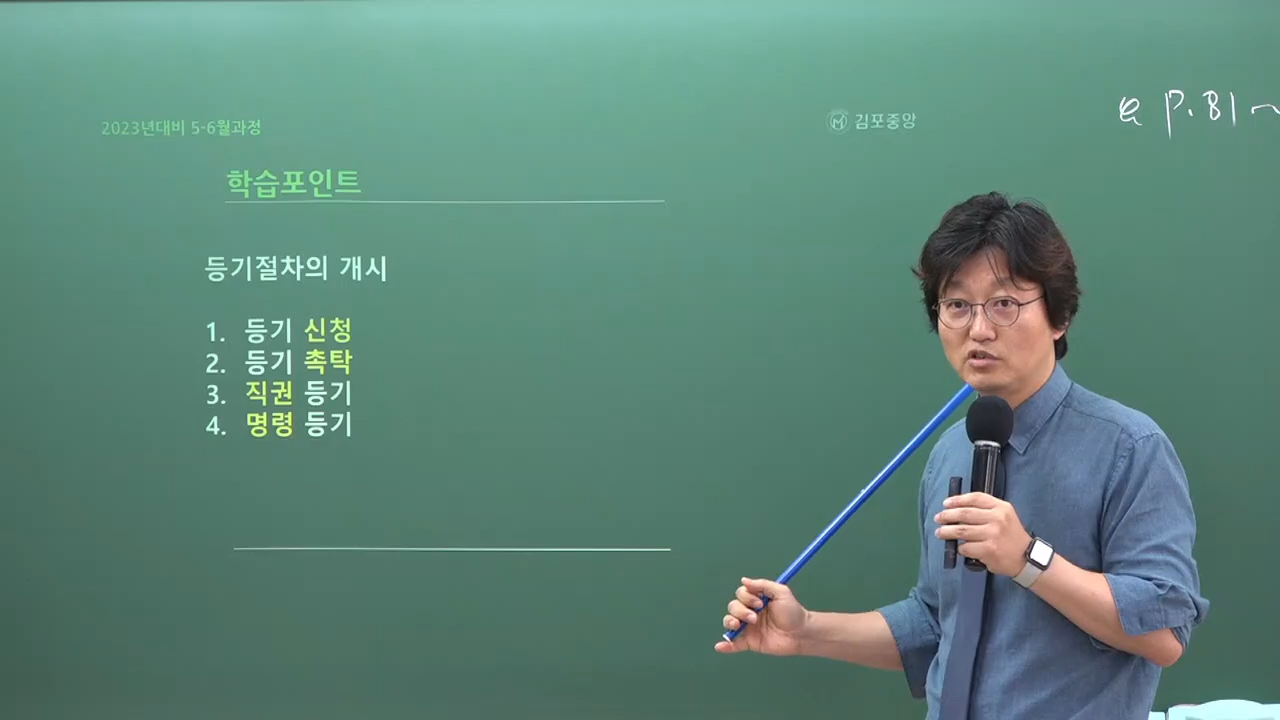 2023년대비 5-6월과정
김포중앙
P.81~
학습포인트
등기절차의 개시
1. 등기 신청
2. 등기 촉탁
3. 직권 등기
4. 명령 등기